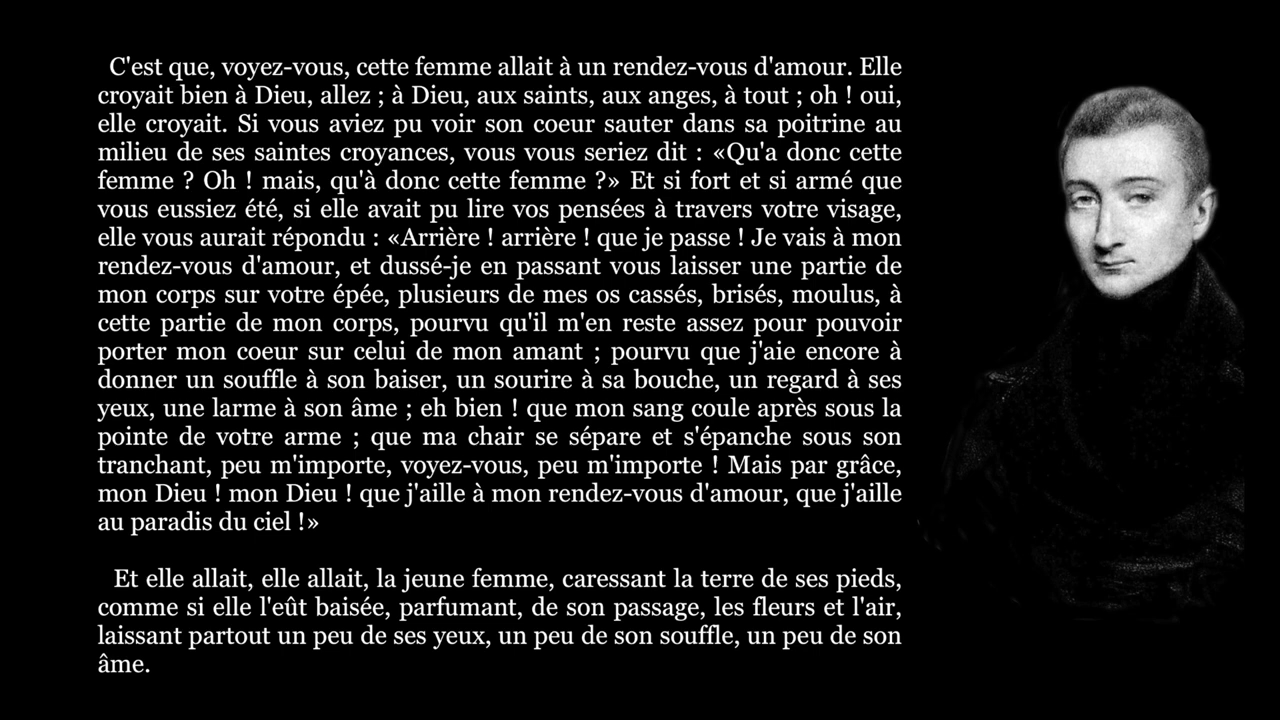 C'est que, voyez-vous, cette femme allait à un rendez-vous d'amour. Elle
croyait bien à Dieu, allez ; à Dieu, aux saints, aux anges, à tout ; oh ! oui,
elle croyait. Si vous aviez pu voir son coeur sauter dans sa poitrine au
milieu de ses saintes croyances, vous vous seriez dit : «Qu'a donc cette
femme ? Oh ! mais, qu'à donc cette femme ?» Et si fort et si armé que
vous eussiez été, si elle avait pu lire vos pensées à travers votre visage,
elle vous aurait répondu : «Arrière ! arrière ! que je passe ! Je vais à mon
rendez-vous d'amour, et dussé-je en passant vous laisser une partie de
mon corps sur votre épée, plusieurs de mes os cassés, brisés, moulus, à
cette partie de mon corps, pourvu qu'il m'en reste assez pour pouvoir
porter mon coeur sur celui de mon amant ; pourvu que j'aie encore à
donner un souffle à son baiser, un sourire à sa bouche, un regard à ses
yeux, une larme à son âme ; eh bien ! que mon sang coule après sous la
pointe de votre arme ; que ma chair se sépare et s'épanche sous son
tranchant, peu m'importe, voyez-vous, peu m'importe ! Mais par grâce,
mon Dieu ! mon Dieu ! que j'aille à mon rendez-vous d'amour, que j'aille
au paradis du ciel !»
Et elle allait, elle allait, la jeune femme, caressant la terre de ses pieds,
comme si elle l'eût baisée, parfumant, de son passage, les fleurs et l'air,
laissant partout un peu de ses yeux, un peu de son souffle, un peu de son
âme.